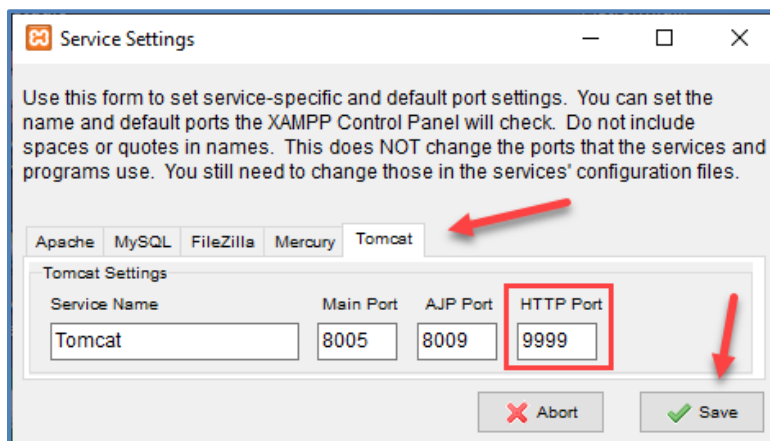 Service Settings
Use this form to set service-specific and default port settings. You can set the
name and default ports the XAMPP Control Panel will check. Do not include
spaces or quotes in names. This does NOT change the ports that the services and
programs use. You still need to change those in the services' configuration files.
Apache MySQL FileZilla Mercury Tomcat
Tomcat Settings
Service Name Main Port AJP Port HTTP Port
Tomcat 8005 8009 9999
Abort Save